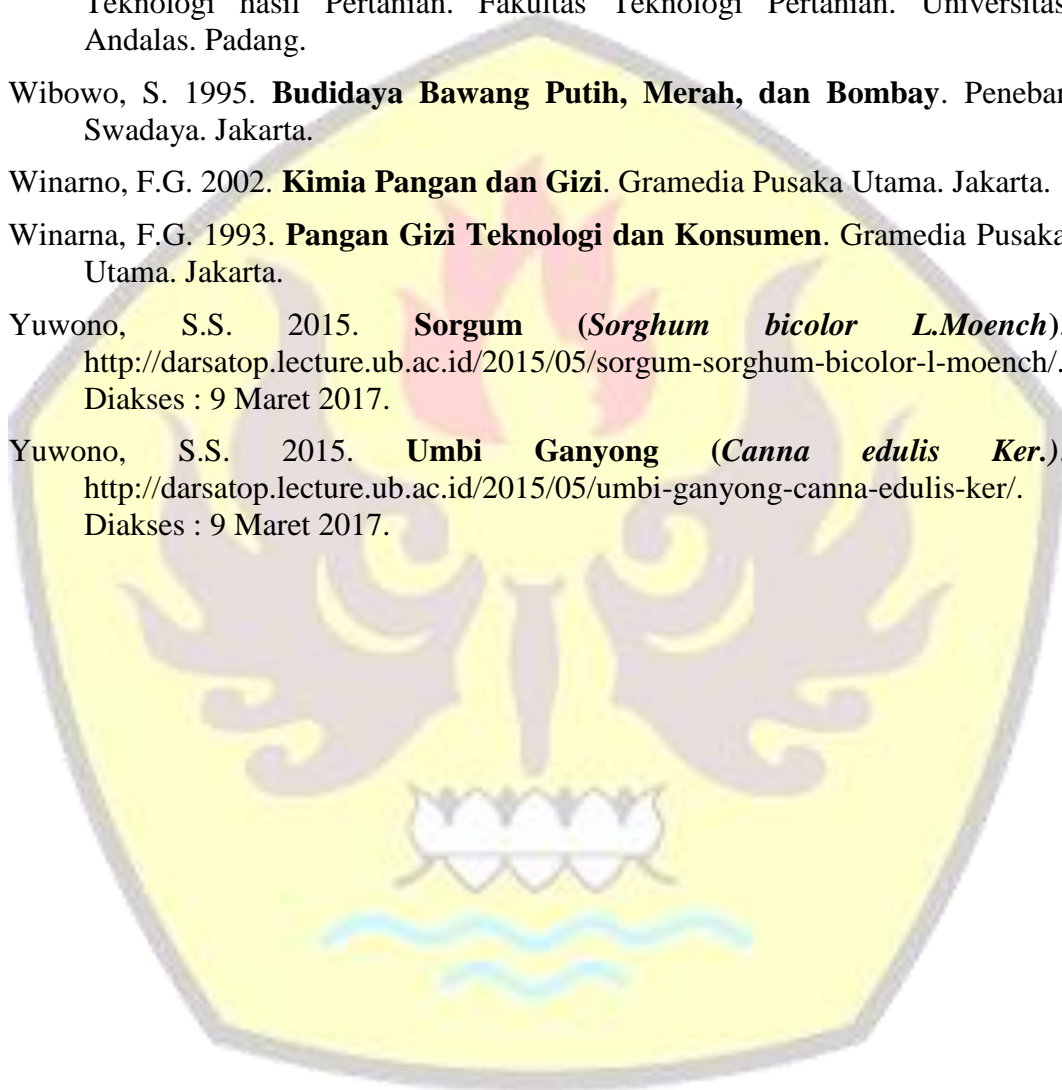 Teknologi hasil Pertanian. Fakultas Teknologi Pertanian. Universitas
Andalas. Padang.
Wibowo, S. 1995. Budidaya Bawang Putih, Merah, dan Bombay. Penebar
Swadaya. Jakarta.
Winarno, F.G. 2002. Kimia Pangan dan Gizi. Gramedia Pusaka Utama. Jakarta.
Winarna, F.G. 1993. Pangan Gizi Teknologi dan Konsumen. Gramedia Pusaka
Utama. Jakarta.
Yuwono, S.S. 2015. Sorgum (Sorghum bicolor L.Moench).
http://darsatop.lecture.ub.ac.id/2015/05/sorgum-sorghum-bicolor-l-moench/.
Diakses : 9 Maret 2017.
Yuwono, S.S. 2015. Umbi Ganyong (Canna edulis Ker.).
http://darsatop.lecture.ub.ac.id/2015/05/umbi-ganyong-canna-edulis-ker/.
Diakses : 9 Maret 2017.